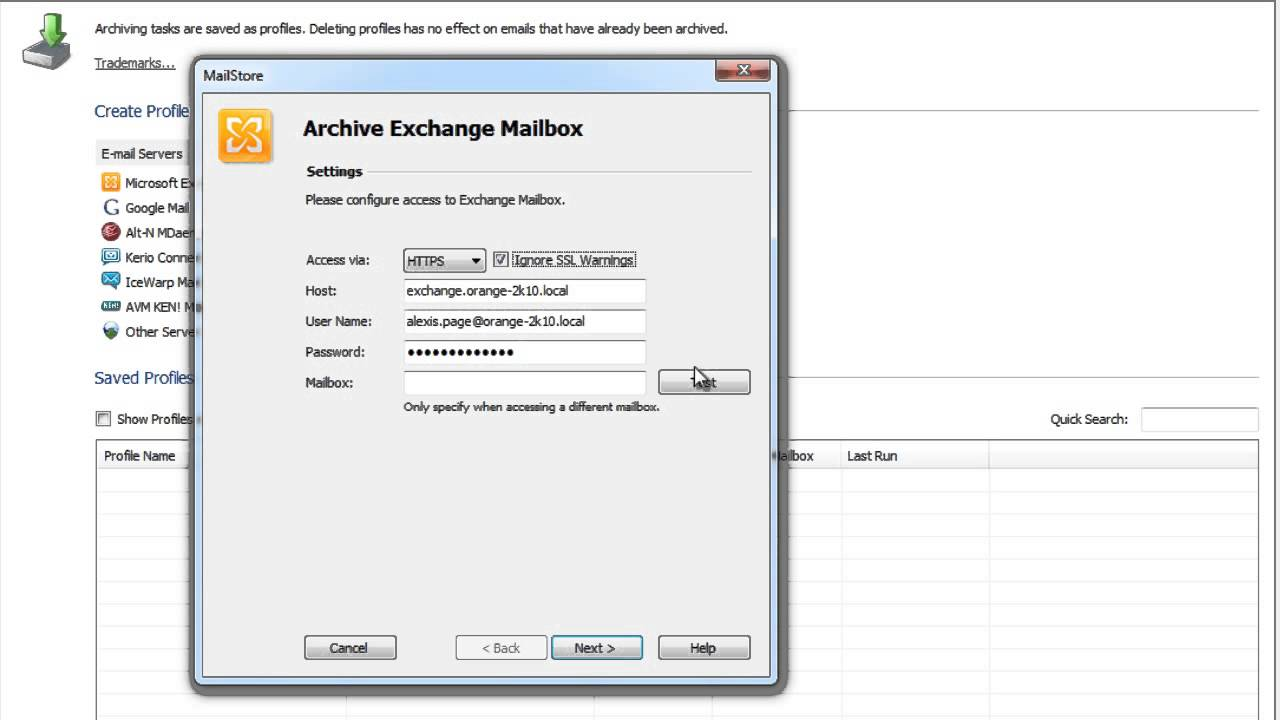 Archiving tasks are saved as profiles. Deleting profiles has no effect on emails that have already been archived.
Trademarks...
MailStore
Create Profile
Archive Exchange Mailbox
E-mail Servers
Settings
Microsoft Ex
Please configure access to Exchange Mailbox.
Google Mail
Alt-N MDaer
Kerio Conne
Access via: HTTPS Ignore SSL Warnings
IceWarp Ma
Host: exchange.orange-2k10.local
AVM KEN! M
User Name: alexis.page@orange-2k10.local
Other Serve
Password: •••••••••••••
Saved Profiles
Mailbox:
Only specify when accessing a different mailbox.
Show Profiles
Quick Search:
Profile Name
ailbox Last Run
Cancel < Back Next > Help